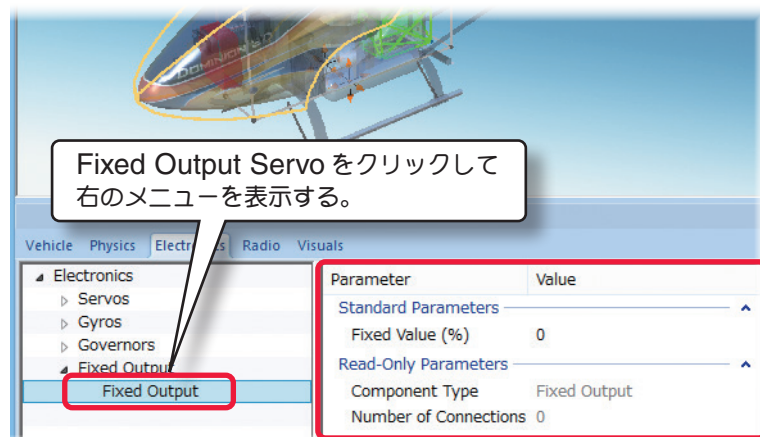 DOMINION 3D
Fixed Output Servo をクリックして
右のメニューを表示する。
Vehicle Physics Electronics Radio Visuals
Electronics
Servos
Gyros
Governors
Fixed Output
Fixed Output
Parameter Value
Standard Parameters
Fixed Value (%) 0
Read-Only Parameters
Component Type Fixed Output
Number of Connections 0